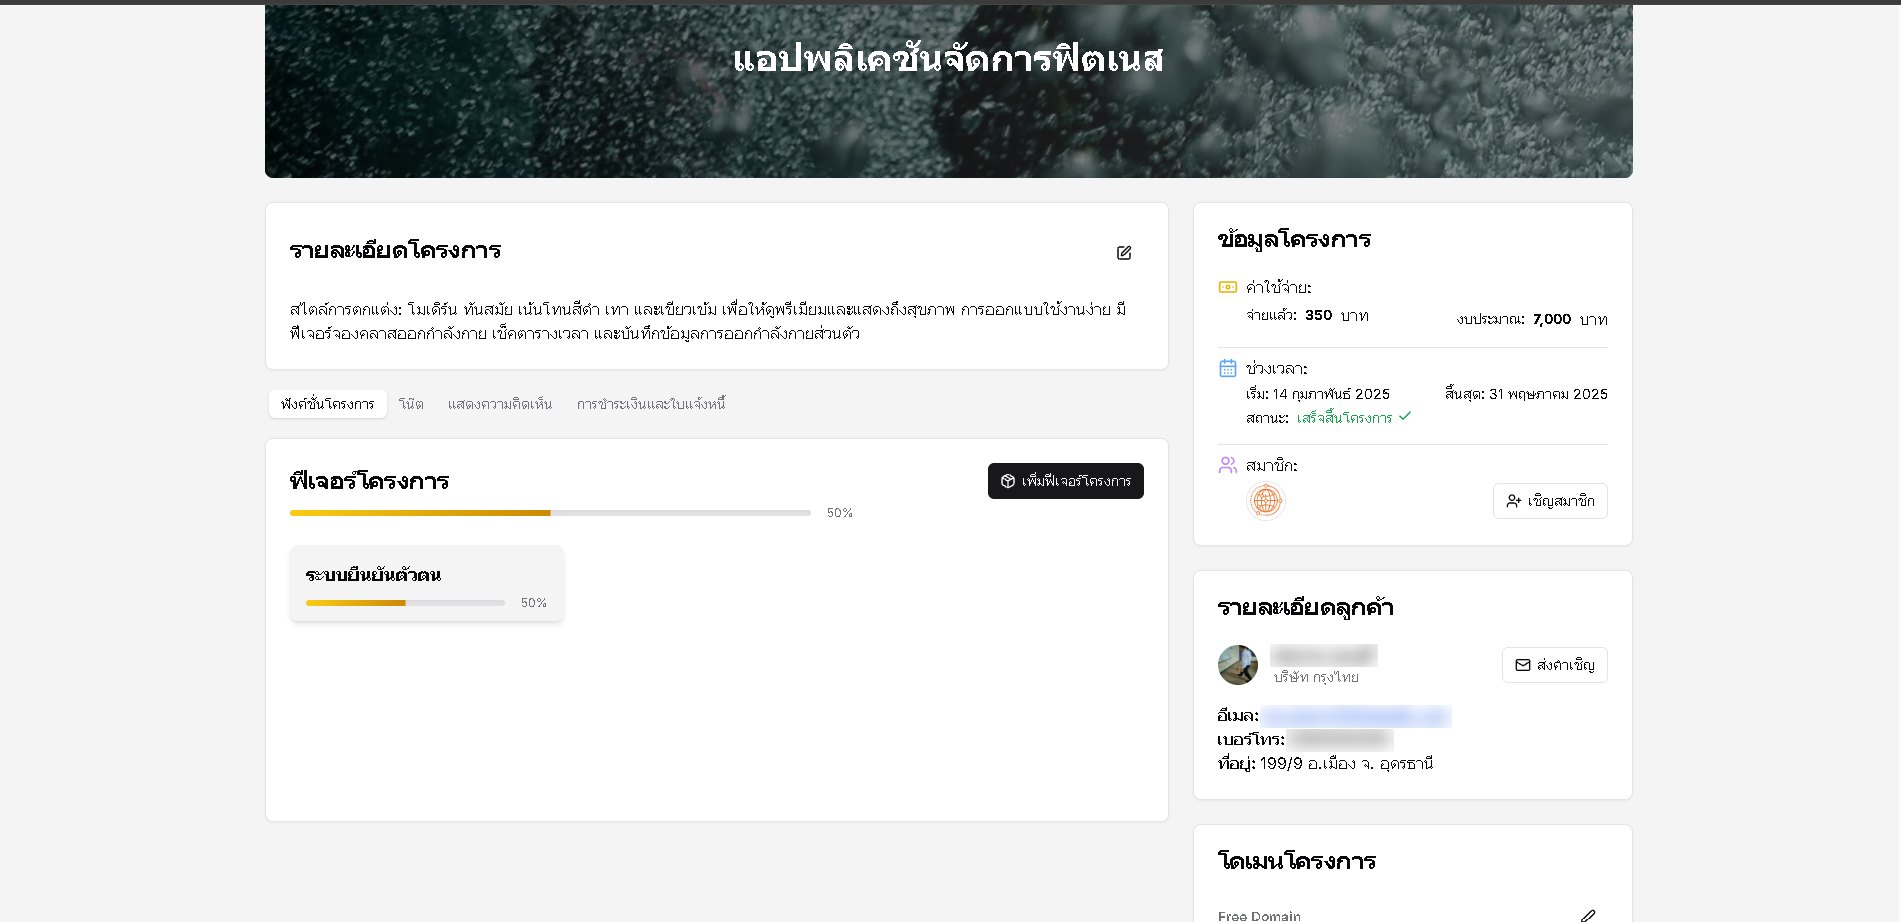 แอปพลิเคชันจัดการฟิตเนส
รายละเอียดโครงการ
สไตล์การตกแต่ง: โมเดิร์น ทันสมัย เน้นโทนสีดำ เทา และเขียวเข้ม เพื่อให้ดูพรีเมียมและแสดงถึงสุขภาพ การออกแบบใช้งานง่าย มี
ฟีเจอร์จองคลาสออกกำลังกาย เช็คตารางเวลา และบันทึกข้อมูลการออกกำลังกายส่วนตัว
ฟังก์ชั่นโครงการ โน๊ต แสดงความคิดเห็น การชำระเงินและใบแจ้งหนี้
ฟีเจอร์โครงการ
เพิ่มฟีเจอร์โครงการ
50%
ระบบยืนยันตัวตน
50%
ข้อมูลโครงการ
ค่าใช้จ่าย:
จ่ายแล้ว: 350 บาท งบประมาณ: 7,000 บาท
ช่วงเวลา:
เริ่ม: 14 กุมภาพันธ์ 2025 สิ้นสุด: 31 พฤษภาคม 2025
สถานะ: เสร็จสิ้นโครงการ
สมาชิก:
เชิญสมาชิก
รายละเอียดลูกค้า
บริษัท กรุงไทย
ส่งคำเชิญ
อีเมล:
เบอร์โทร:
ที่อยู่: 199/9 อ.เมือง จ. อุดรธานี
โดเมนโครงการ
Free Domain